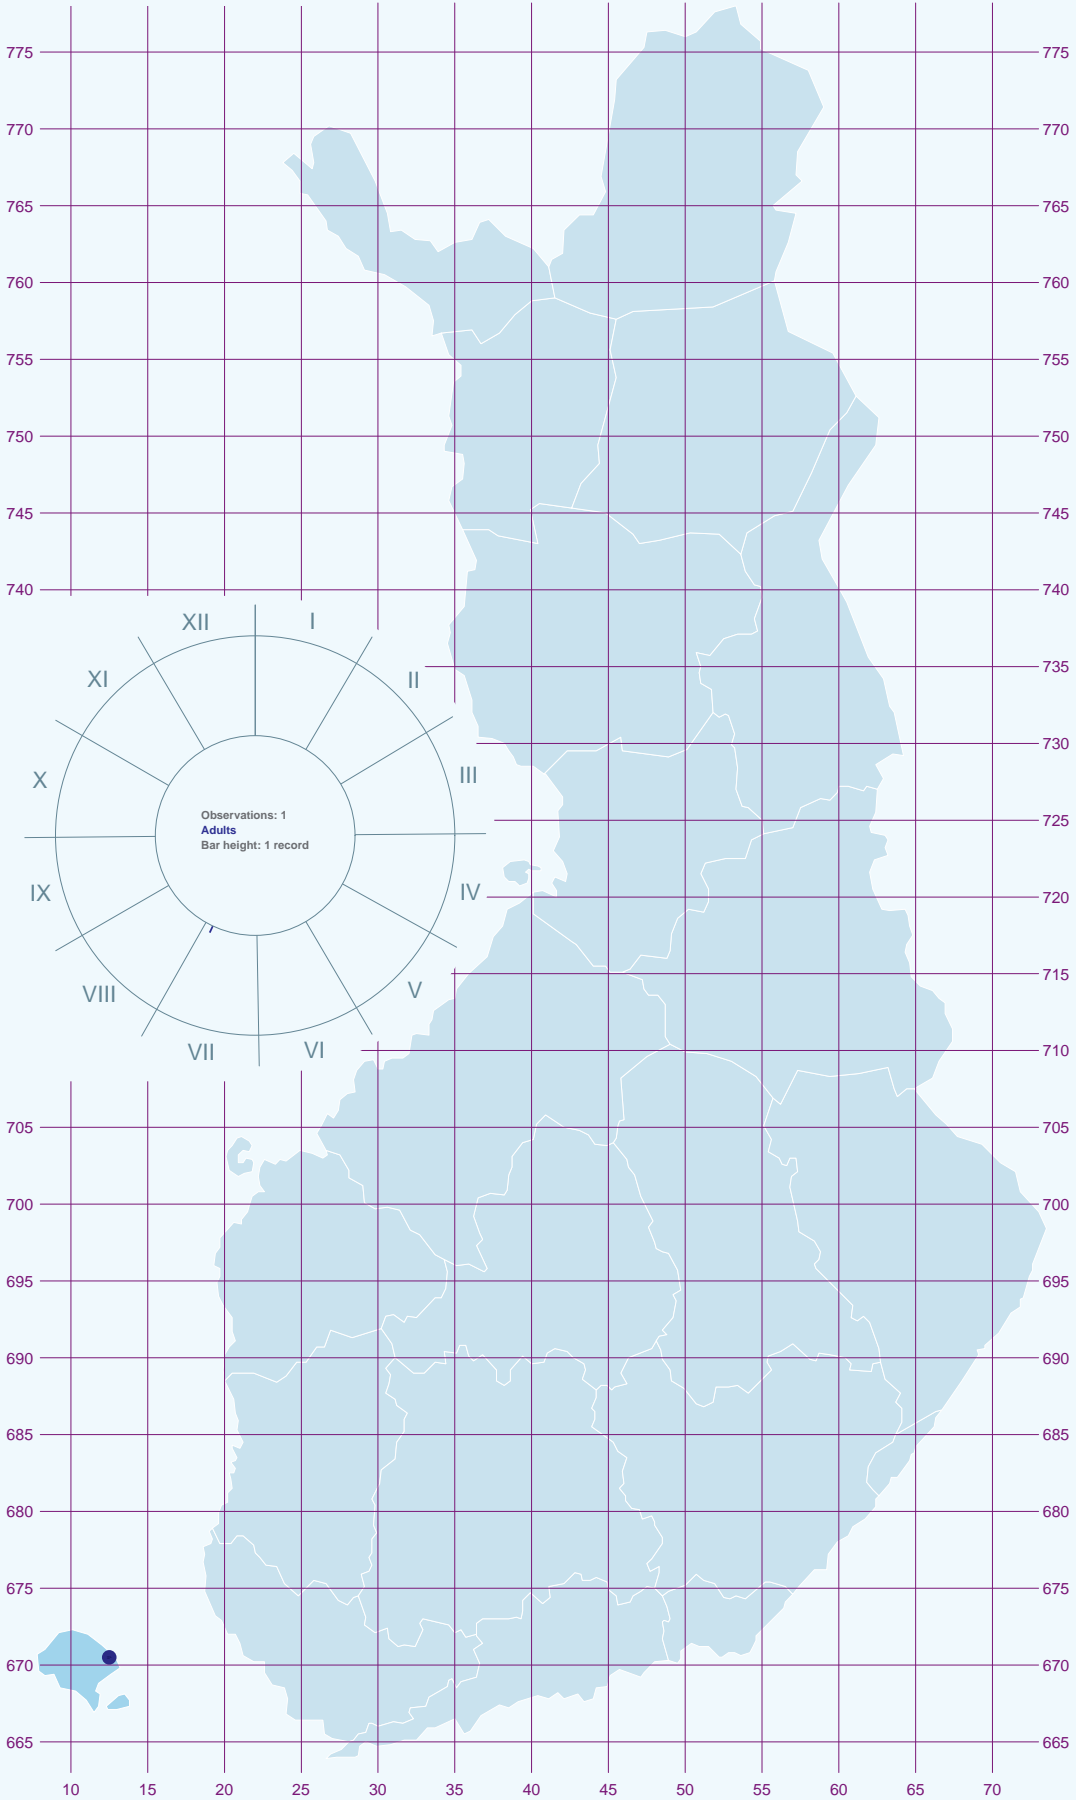 775 775
770 770
765 765
760 760
755 755
750 750
745 745
740 740
XII I
XI II
735
730
X III
Observations: 1
Adults
Bar height: 1 record
725
IX IV
720
VIII V
715
VII VI
710
705 705
700 700
695 695
690 690
685 685
680 680
675 675
670 670
665 665
10 15 20 25 30 35 40 45 50 55 60 65 70